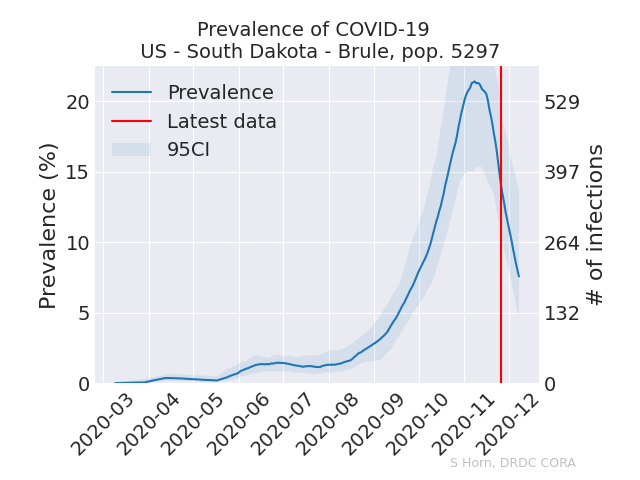 Prevalence of COVID-19
US - South Dakota - Brule, pop. 5297
Prevalence
Latest data
95CI
Prevalence (%)
20
15
10
5
0
529
397
264
132
0
# of infections
2020-03
2020-04
2020-05
2020-06
2020-07
2020-08
2020-09
2020-10
2020-11
2020-12
S Horn, DRDC CORA